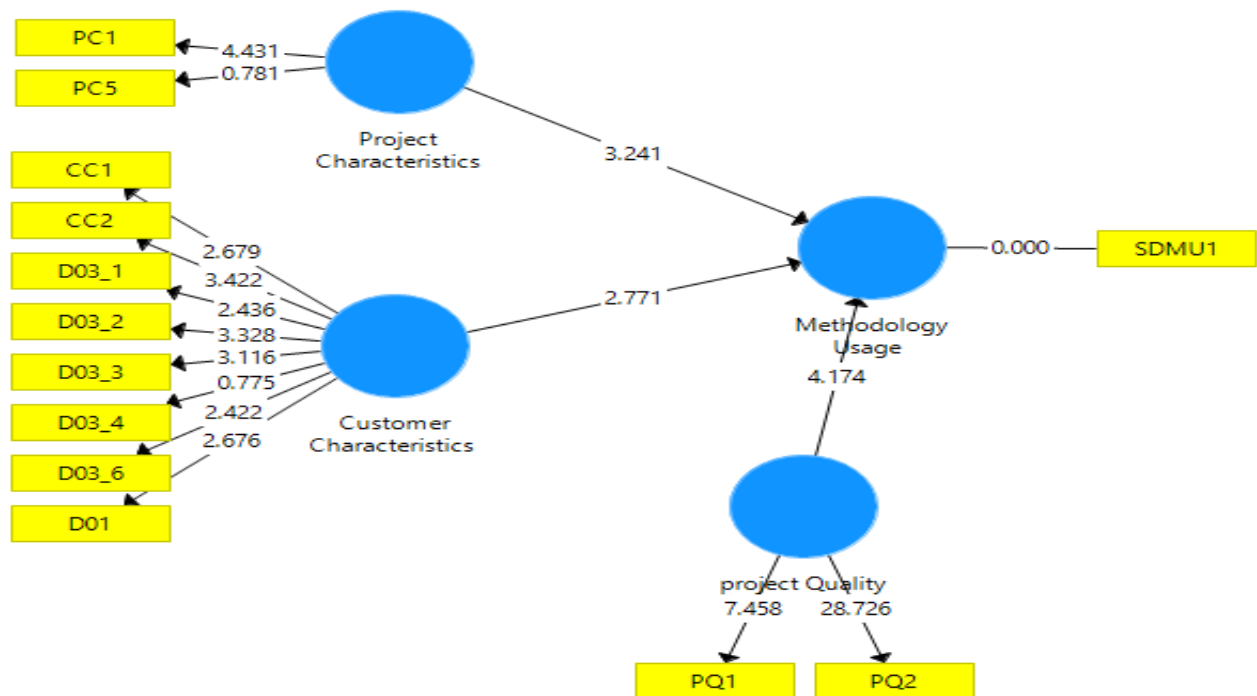 PC1
4.431
0.781
PC5
Project
Characteristics
3.241
CC1
CC2
2.679
3.422
D03_1
2.436
D03_2
3.328
3.116
D03_3
0.775
D03_4
2.422
2.676
D03_6
D01
Customer
Characteristics
2.771
0.000
SDMU1
Methodology
Usage
4.174
project Quality
7.458
28.726
PQ1
PQ2